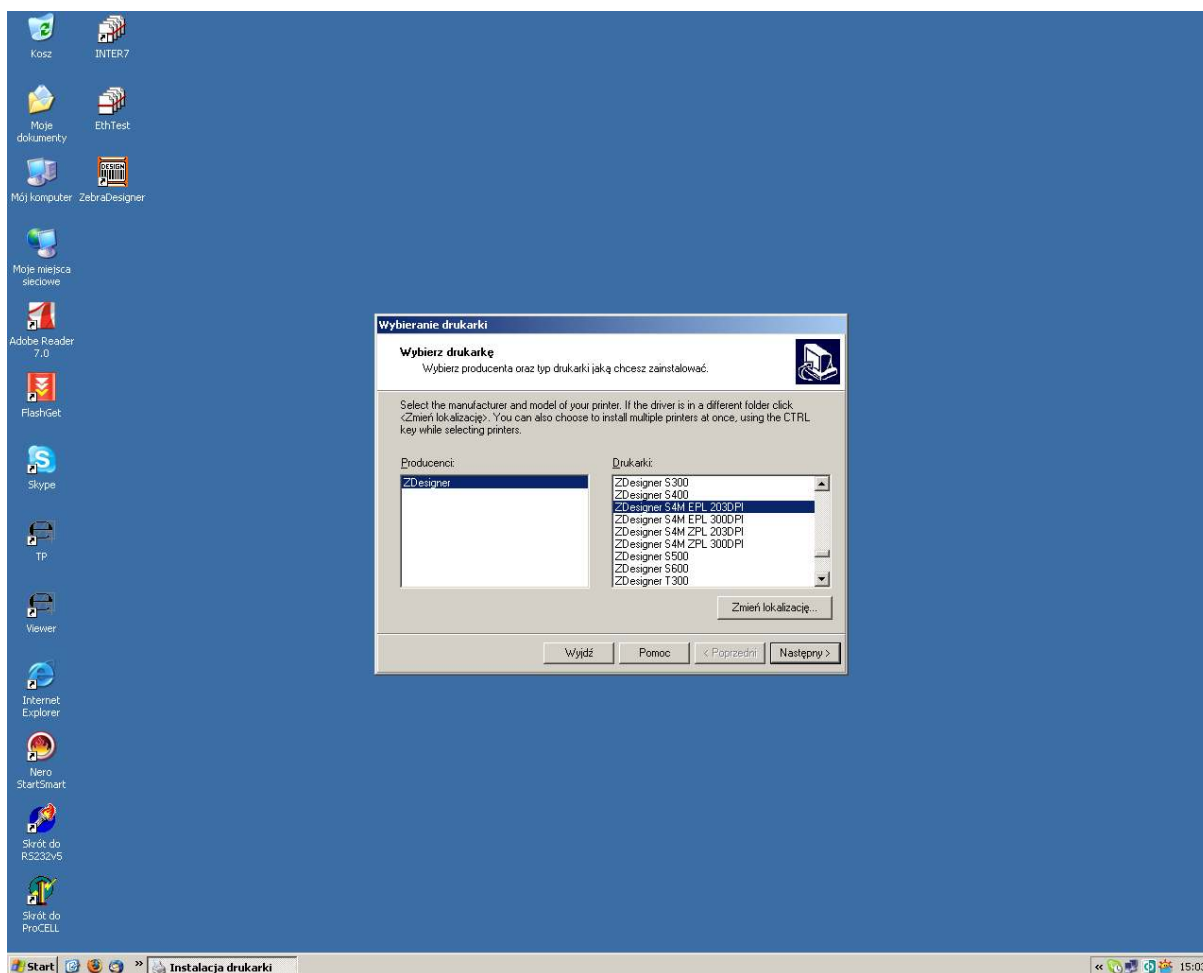 Kosz
INTER7
Moje
dokumenty
EthTest
DESIGN
Mój komputer
ZebraDesigner
Moje miejsca
sieciowe
Adobe Reader
7.0
FlashGet
Skype
TP
Viewer
Internet
Explorer
Nero
StartSmart
Skrót do
RS232v5
Skrót do
ProCELL
Wybieranie drukarki
Wybierz drukarkę
Wybierz producenta oraz typ drukarki jaką chcesz zainstalować.
Select the manufacturer and model of your printer. If the driver is in a different folder click
<Zmień lokalizację>. You can also choose to install multiple printers at once, using the CTRL
key while selecting printers.
Producenci:
ZDesigner
Drukarki:
ZDesigner S300
ZDesigner S400
ZDesigner S4M EPL 203DPI
ZDesigner S4M EPL 300DPI
ZDesigner S4M ZPL 203DPI
ZDesigner S4M ZPL 300DPI
ZDesigner S500
ZDesigner S600
ZDesigner T300
Zmień lokalizację...
Wyjdź
Pomoc
< Poprzedni
Następny >
Start
»
Instalacja drukarki
«
15:03